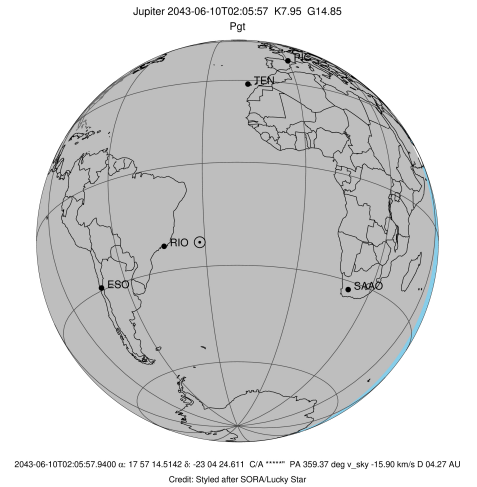 Jupiter 2043-06-10T02:05:57 K7.95 G14.85
Pgt
PIC
TEN
RIO
ESO
SAAO
2043-06-10T02:05:57.9400 α: 17 57 14.5142 δ: -23 04 24.611 C/A *****" PA 359.37 deg v_sky -15.90 km/s D 04.27 AU
Credit: Styled after SORA/Lucky Star